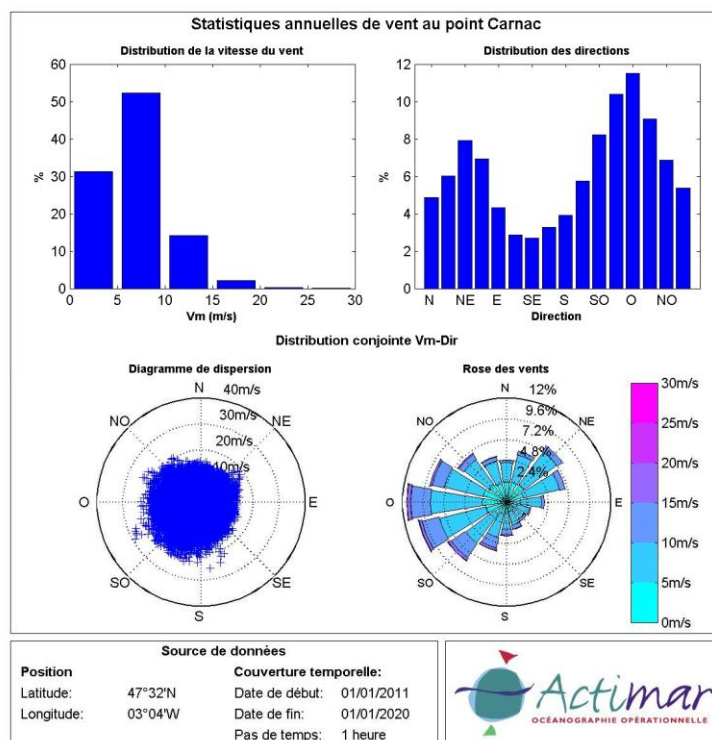 Statistiques annuelles de vent au point Carnac
Distribution de la vitesse du vent
60
50
40
30
20
10
0
%
0 5 10 15 20 25 30
Vm (m/s)
Distribution des directions
12
10
8
6
4
2
0
%
N NE E SE S SO O NO
Direction
Distribution conjointe Vm-Dir
Diagramme de dispersion
N
40m/s
30m/s
20m/s
10m/s
NO
NE
O
E
SO
SE
S
Rose des vents
N
12%
9.6%
7.2%
4.8%
2.4%
NO
NE
O
E
SO
SE
S
30m/s
25m/s
20m/s
15m/s
10m/s
5m/s
0m/s
Source de données
Position
Latitude: 47°32'N
Longitude: 03°04'W
Couverture temporelle:
Date de début: 01/01/2011
Date de fin: 01/01/2020
Pas de temps: 1 heure
Actimar
OCÉANOGRAPHIE OPÉRATIONNELLE